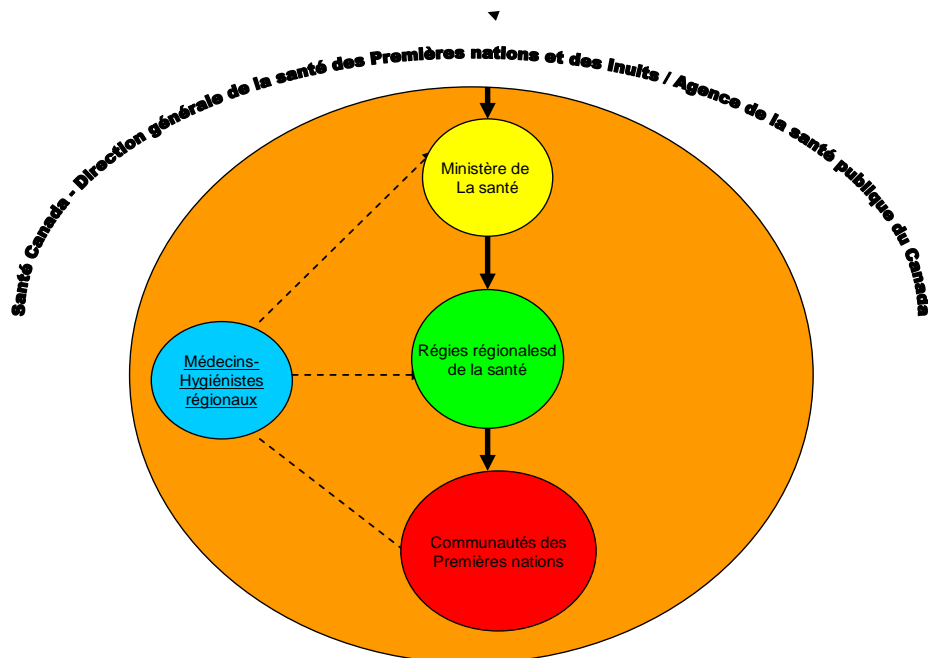 Santé Canada - Direction générale de la santé des Premières nations et des Inuits / Agence de la santé publique du Canada
Ministère de
La santé
Régies régionalesd
de la santé
Médecins-
Hygiénistes
régionaux
Communautés des
Premières nations